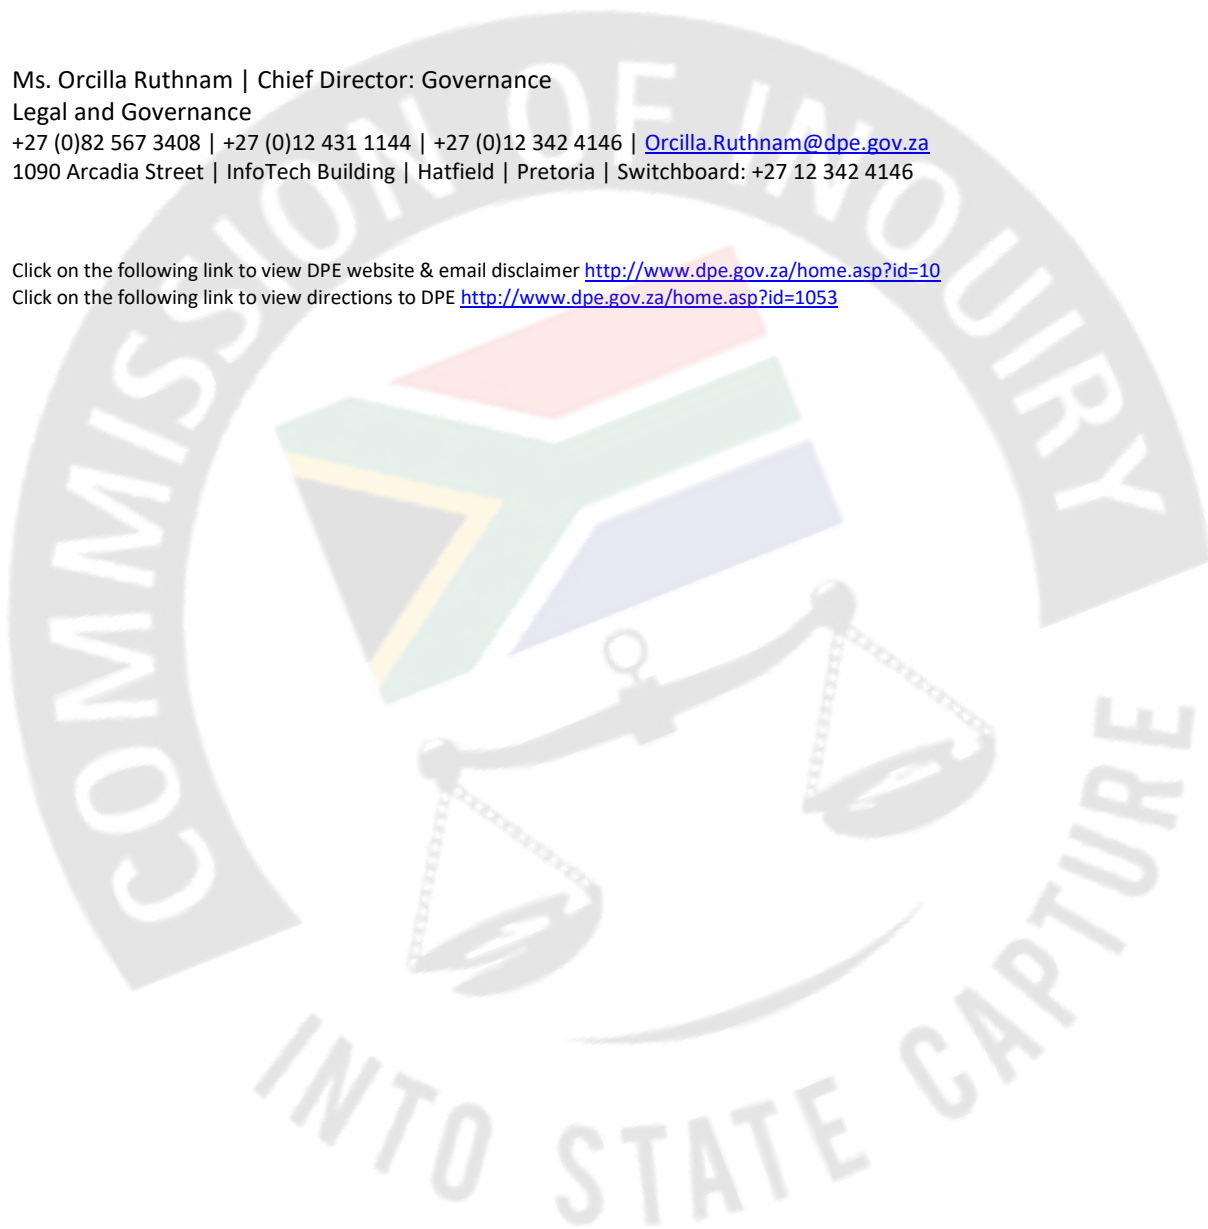 Ms. Orcilla Ruthnam | Chief Director: Governance
Legal and Governance
+27 (0)82 567 3408 | +27 (0)12 431 1144 | +27 (0)12 342 4146 | Orcilla.Ruthnam@dpe.gov.za
1090 Arcadia Street | InfoTech Building | Hatfield | Pretoria | Switchboard: +27 12 342 4146
Click on the following link to view DPE website & email disclaimer http://www.dpe.gov.za/home.asp?id=10
Click on the following link to view directions to DPE http://www.dpe.gov.za/home.asp?id=1053
COMMISSION OF INQUIRY
INTO STATE CAPTURE